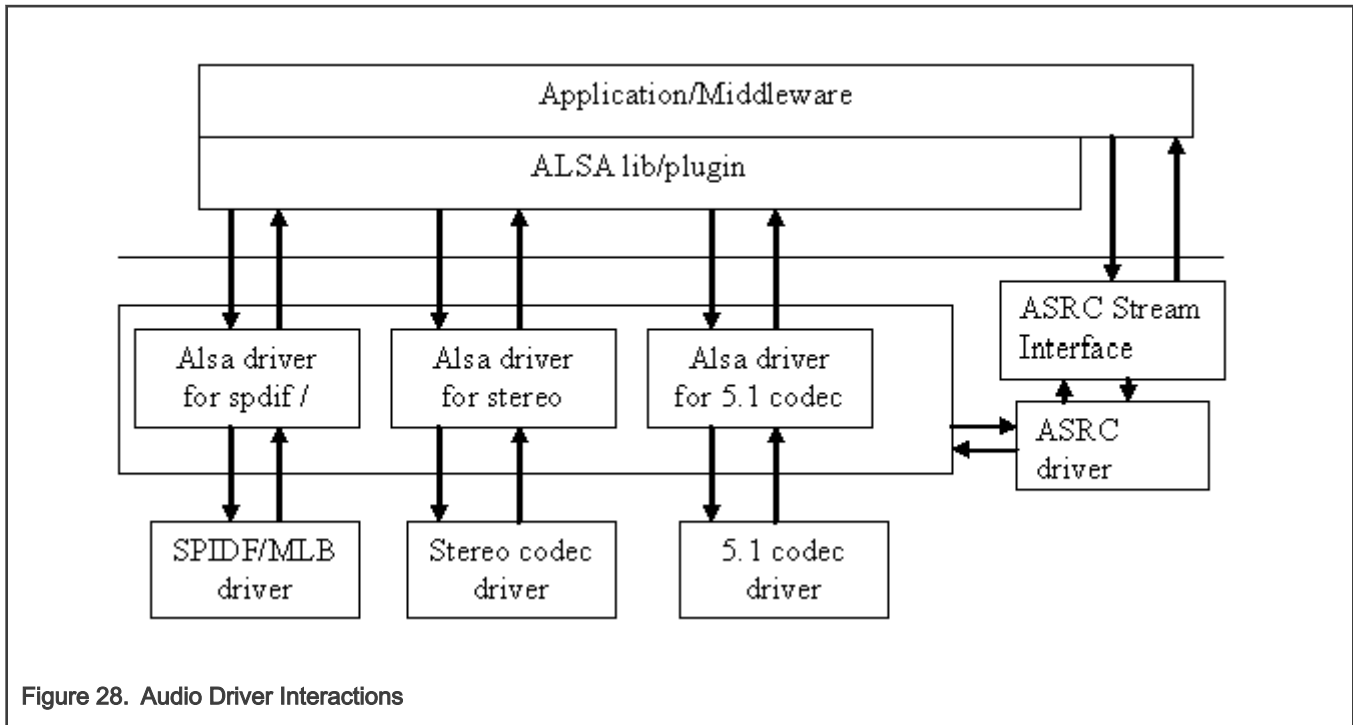 Application/Middleware
ALSA lib/plugin
ASRC Stream
Interface
Alsa driver
for spdif /
Alsa driver
for stereo
Alsa driver
for 5.1 codec
ASRC
driver
SPIDF/MLB
driver
Stereo codec
driver
5.1 codec
driver
Figure 28. Audio Driver Interactions